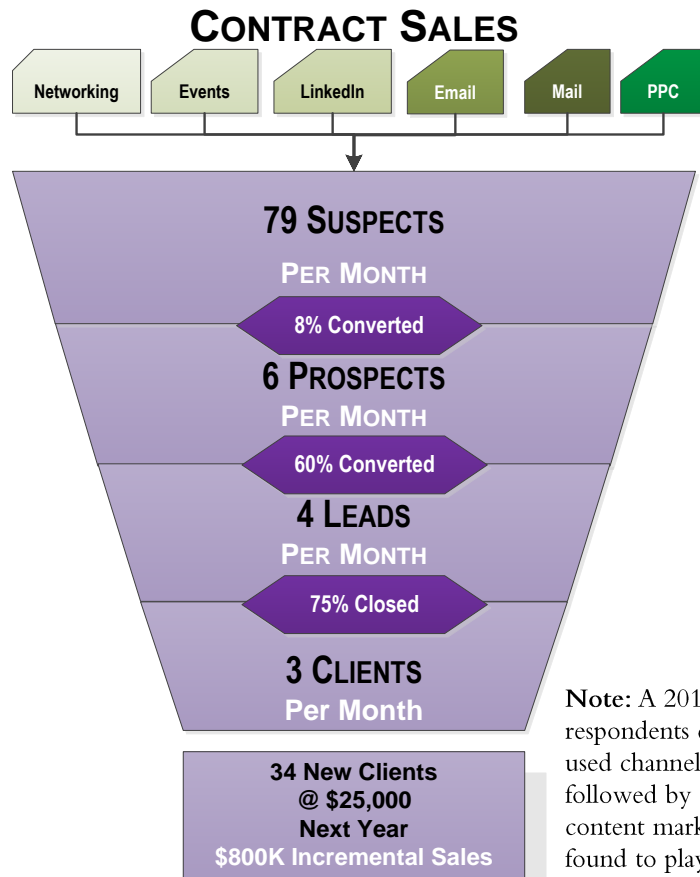 CONTRACT SALES
Networking
Events
LinkedIn
Email
Mail
PPC
79 SUSPECTS
PER MONTH
8% Converted
6 PROSPECTS
PER MONTH
60% Converted
4 LEADS
PER MONTH
75% Closed
3 CLIENTS
Per Month
34 New Clients
@ $25,000
Next Year
$800K Incremental Sales
Note: A 201
respondents
used channel
followed by
content mark
found to play